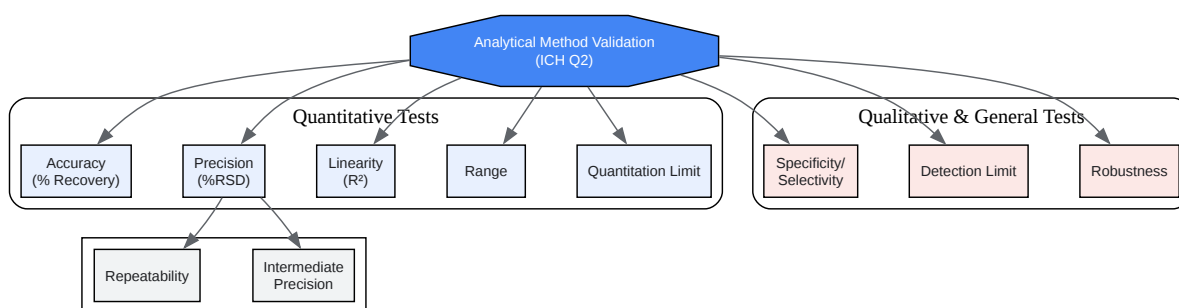 Analytical Method Validation
(ICH Q2)
Quantitative Tests
Qualitative & General Tests
Accuracy
(% Recovery)
Precision
(%RSD)
Linearity
(R²)
Range
Quantitation Limit
Specificity/
Selectivity
Detection Limit
Robustness
Repeatability
Intermediate
Precision